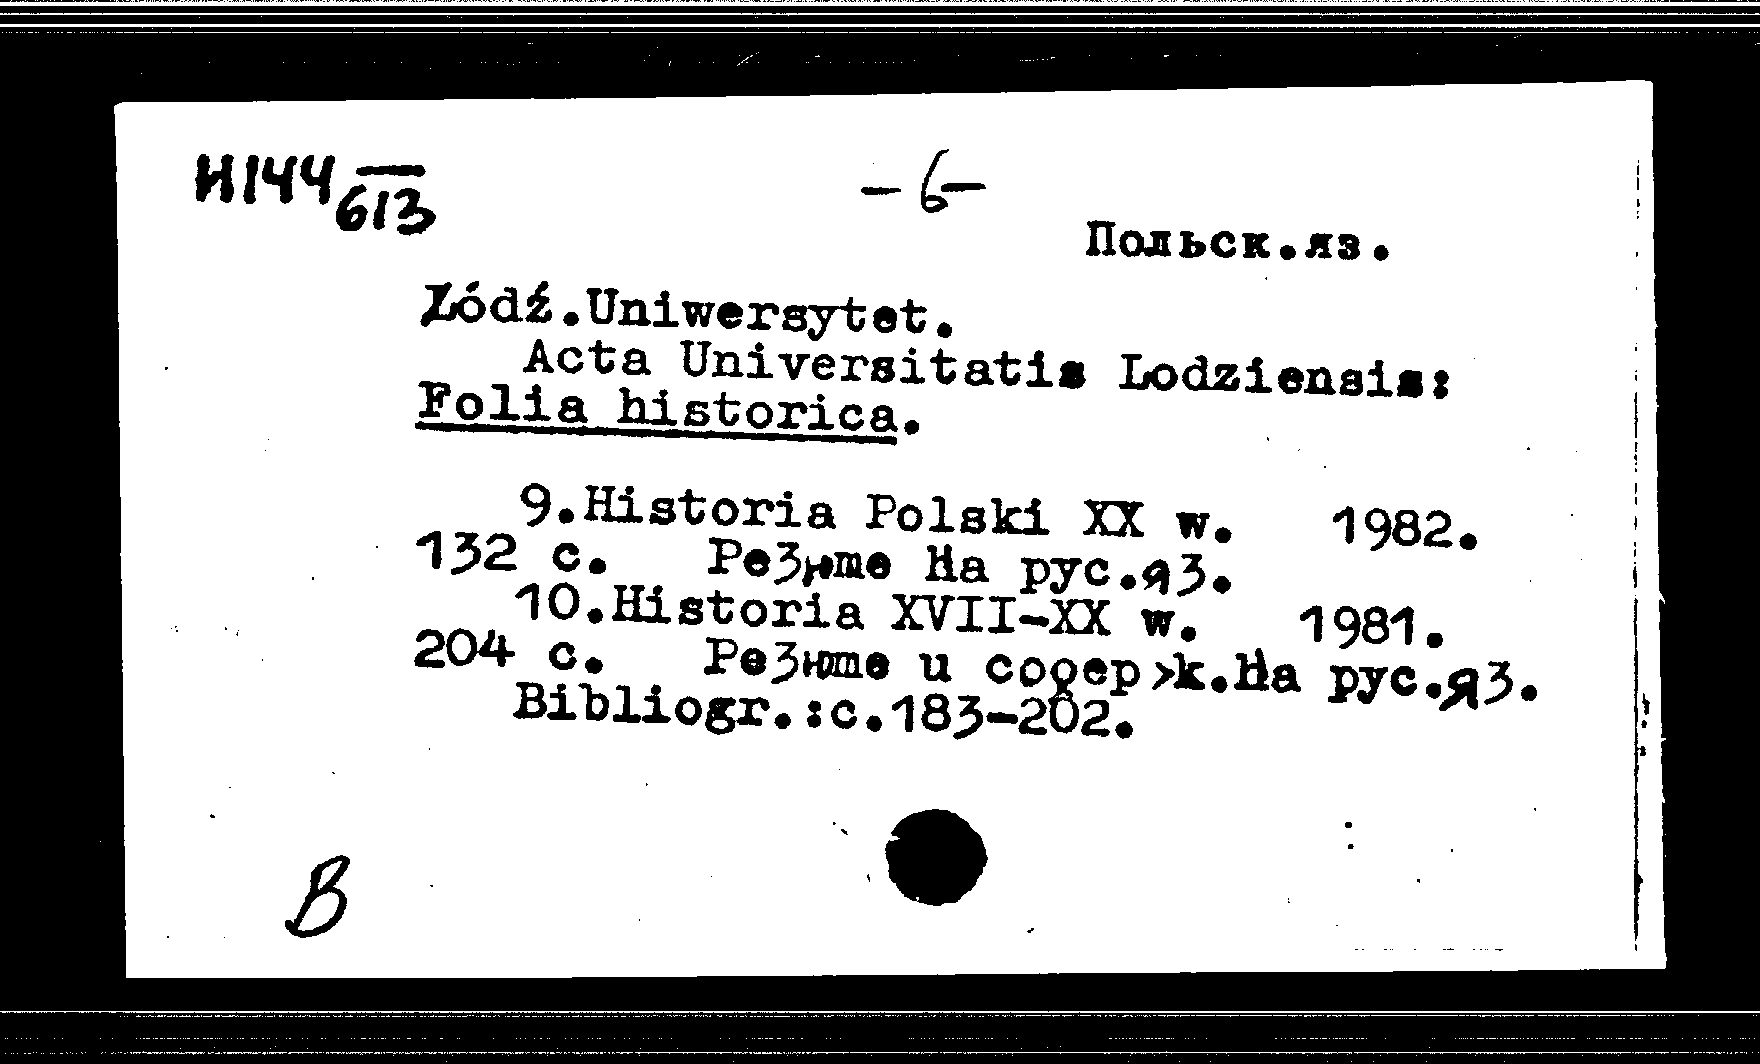 Н144 —
613
-6-
Польск.яз.
Łódź.Uniwersytet.
Acta Universitatis Lodziensis:
Folia historica.
9.Historia Polski XX w. 1982.
132 с. Резюме на рус.яз.
10.Historia XVII-XX w. 1981.
204 с. Резюме и содерж.на рус.яз.
Bibliogr.:с.183-202.
В